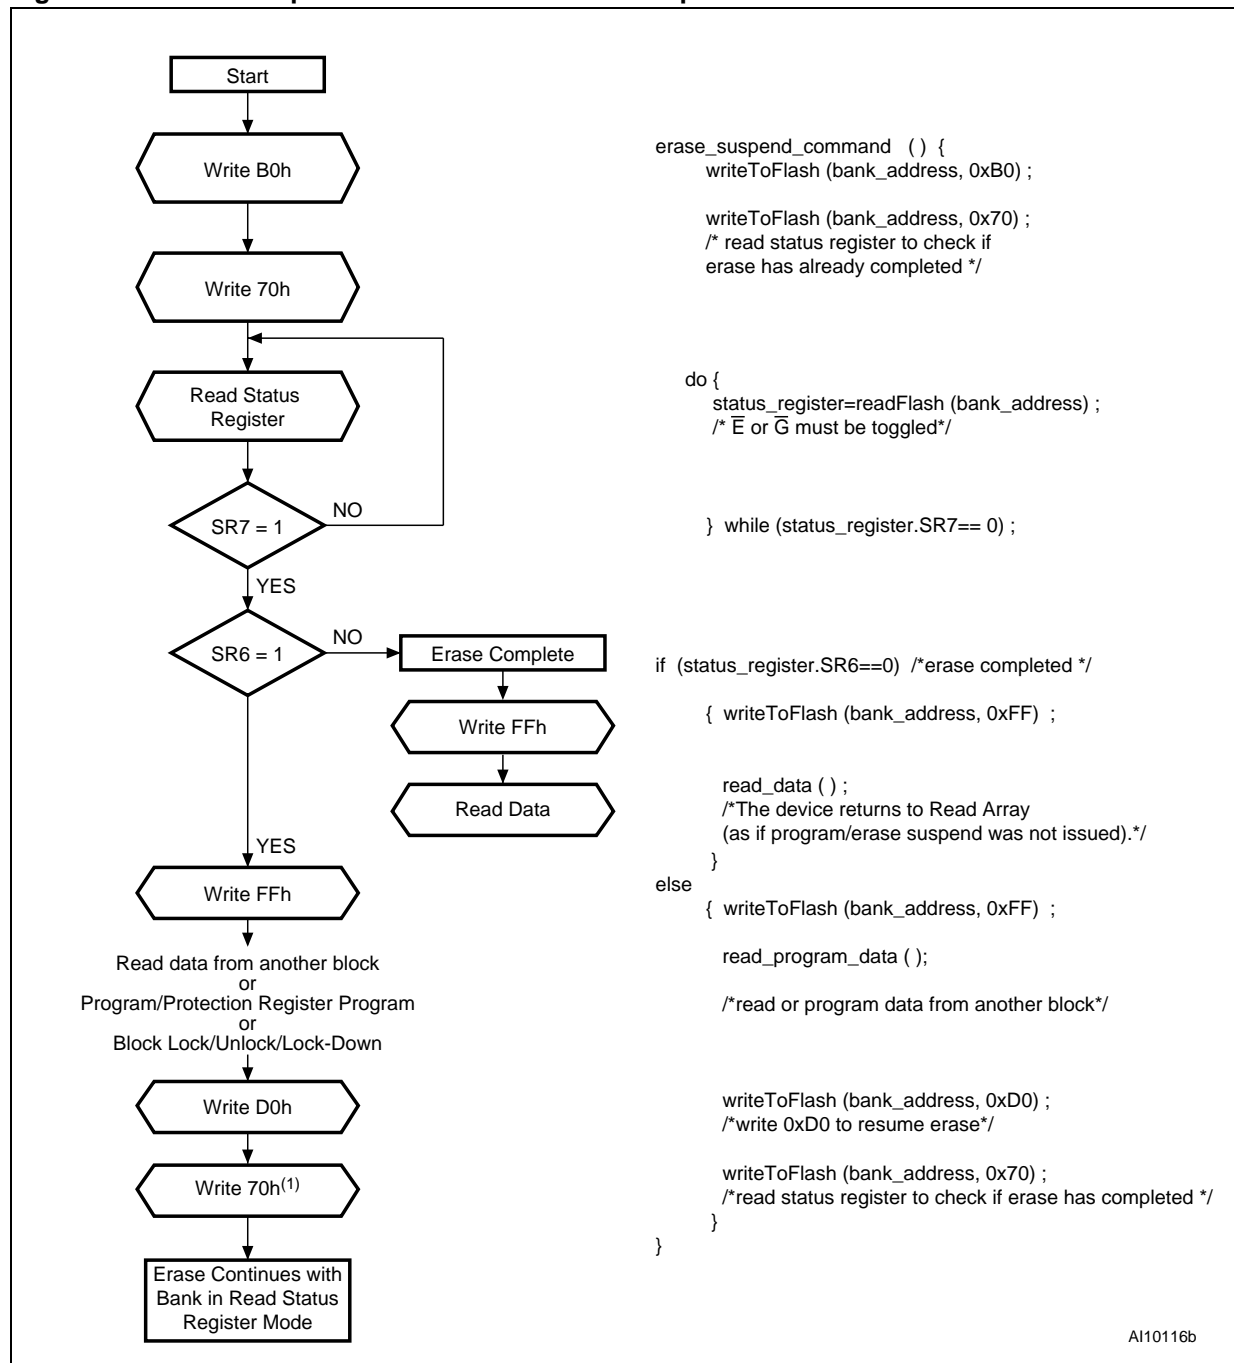 Start
Write B0h
Write 70h
Read Status
Register
SR7 = 1
NO
YES
SR6 = 1
NO
Erase Complete
Write FFh
Read Data
YES
Write FFh
Read data from another block
or
Program/Protection Register Program
or
Block Lock/Unlock/Lock-Down
Write D0h
Write 70h(1)
Erase Continues with
Bank in Read Status
Register Mode
erase_suspend_command ( ) {
writeToFlash (bank_address, 0xB0) ;
writeToFlash (bank_address, 0x70) ;
/* read status register to check if
erase has already completed */
do {
status_register=readFlash (bank_address) ;
/* E̅ or G̅ must be toggled*/
} while (status_register.SR7== 0) ;
if (status_register.SR6==0) /*erase completed */
{ writeToFlash (bank_address, 0xFF) ;
read_data ( ) ;
/*The device returns to Read Array
(as if program/erase suspend was not issued).*/
}
else
{ writeToFlash (bank_address, 0xFF) ;
read_program_data ( );
/*read or program data from another block*/
writeToFlash (bank_address, 0xD0) ;
/*write 0xD0 to resume erase*/
writeToFlash (bank_address, 0x70) ;
/*read status register to check if erase has completed */
}
}
AI10116b